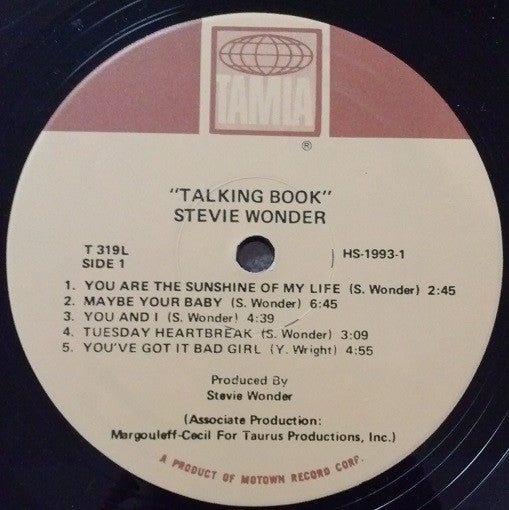 TAMLA
®
"TALKING BOOK"
STEVIE WONDER
T 319L
HS-1993-1
SIDE 1
1. YOU ARE THE SUNSHINE OF MY LIFE (S. Wonder) 2:45
2. MAYBE YOUR BABY (S. Wonder) 6:45
3. YOU AND I (S. Wonder) 4:39
4. TUESDAY HEARTBREAK (S. Wonder) 3:09
5. YOU'VE GOT IT BAD GIRL (Y. Wright) 4:55
Produced By
Stevie Wonder
(Associate Production:
Margouleff-Cecil For Taurus Productions, Inc.)
A PRODUCT OF MOTOWN RECORD CORP.